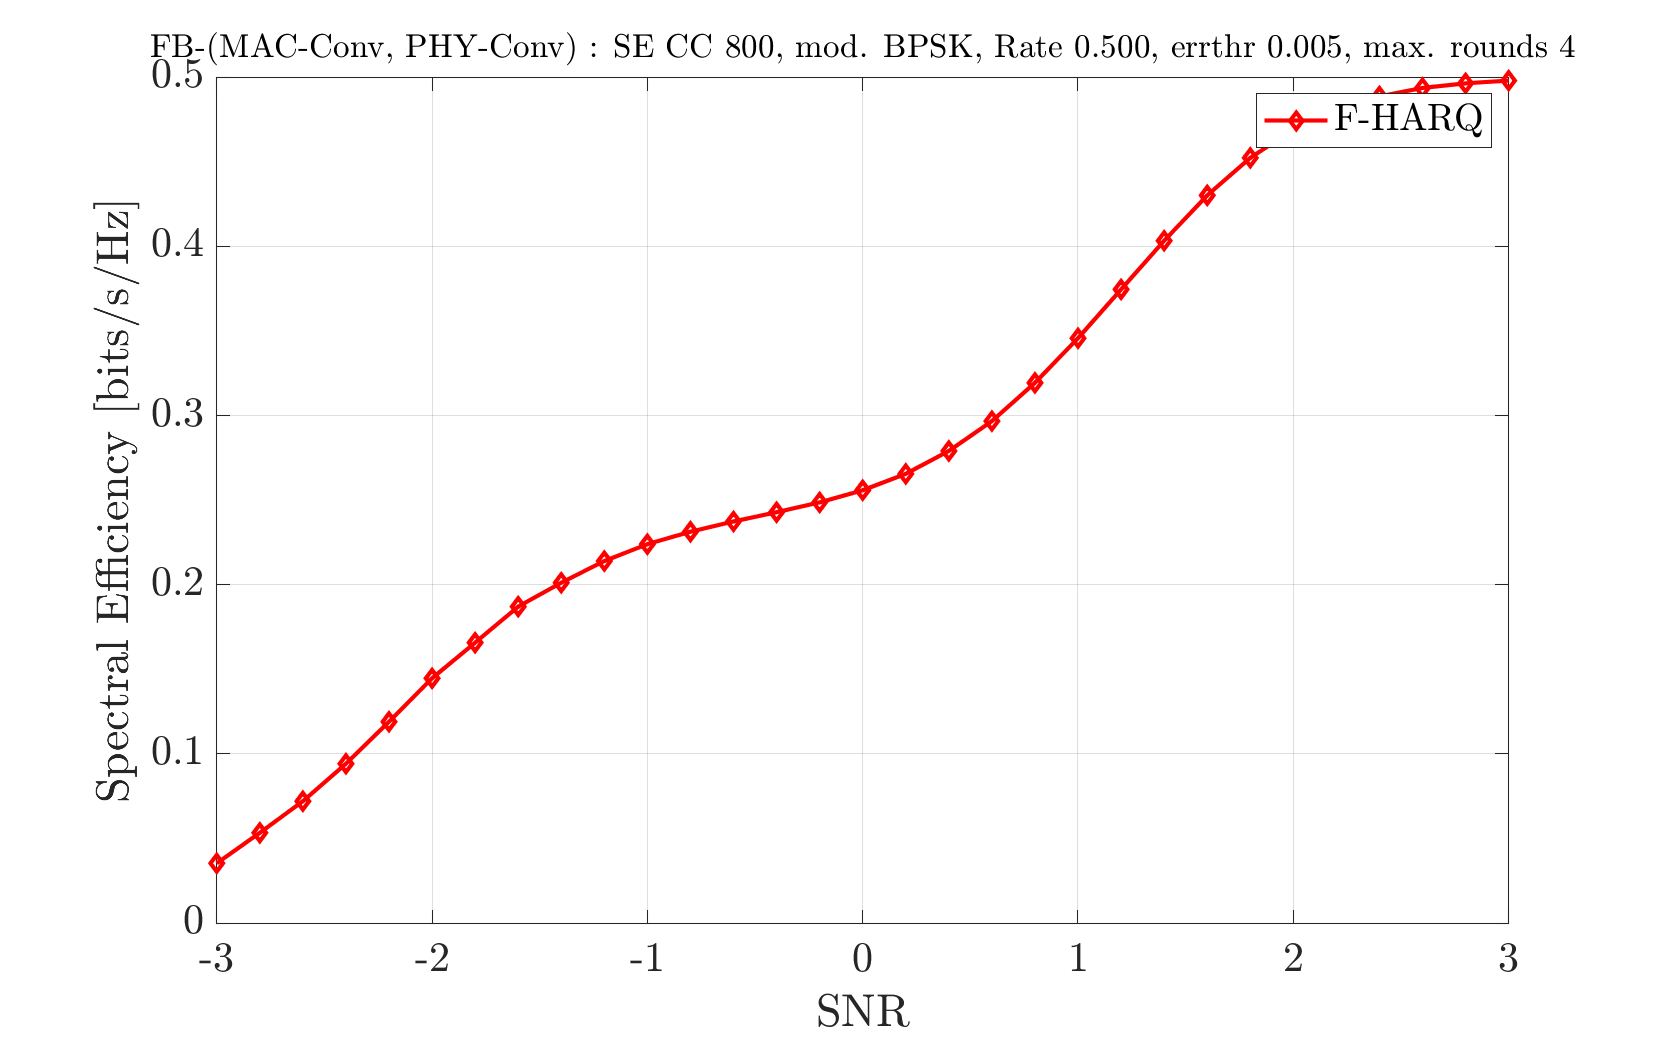 FB-(MAC-Conv, PHY-Conv) : SE CC 800, mod. BPSK, Rate 0.500, errthr 0.005, max. rounds 4
0.5
F-HARQ
0.4
0.3
0.2
0.1
0
Spectral Efficiency [bits/s/Hz]
-3 -2 -1 0 1 2 3
SNR